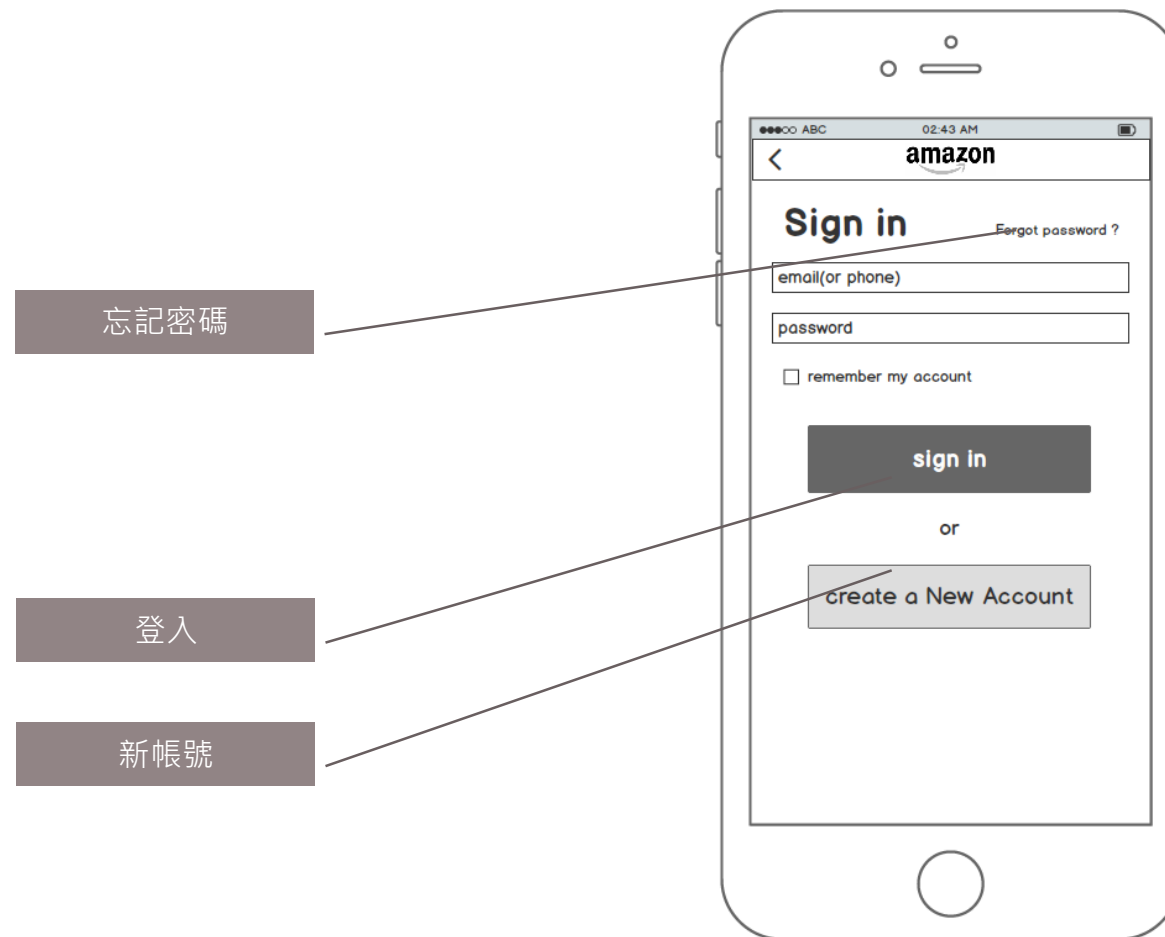 ABC 02:43 AM
amazon
Sign in
Forgot password ?
email(or phone)
password
remember my account
sign in
or
create a New Account
忘記密碼
登入
新帳號